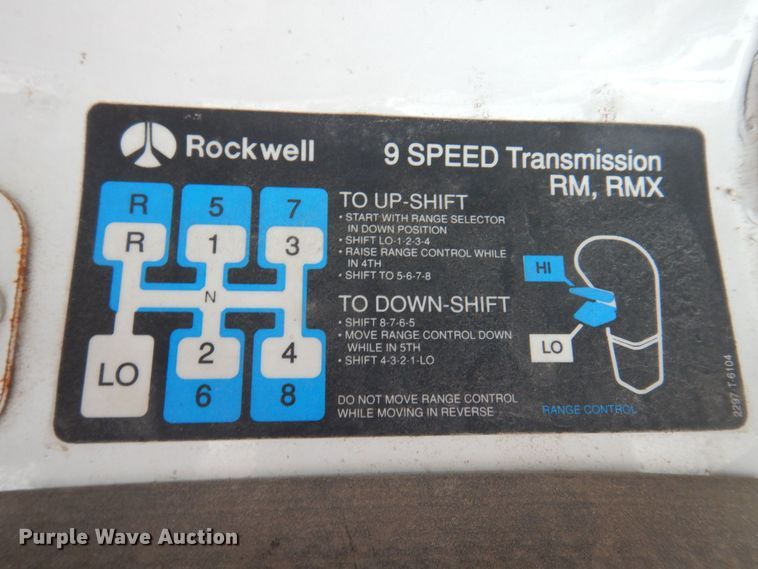 Rockwell
9 SPEED Transmission
RM, RMX
R 5 7
R 1 3
N
LO 2 4
6 8
TO UP-SHIFT
• START WITH RANGE SELECTOR
IN DOWN POSITION
• SHIFT LO-1-2-3-4
• RAISE RANGE CONTROL WHILE
IN 4TH
• SHIFT TO 5-6-7-8
TO DOWN-SHIFT
• SHIFT 8-7-6-5
• MOVE RANGE CONTROL DOWN
WHILE IN 5TH
• SHIFT 4-3-2-1-LO
DO NOT MOVE RANGE CONTROL
WHILE MOVING IN REVERSE
HI
LO
RANGE CONTROL
2297-T-6104
Purple Wave Auction